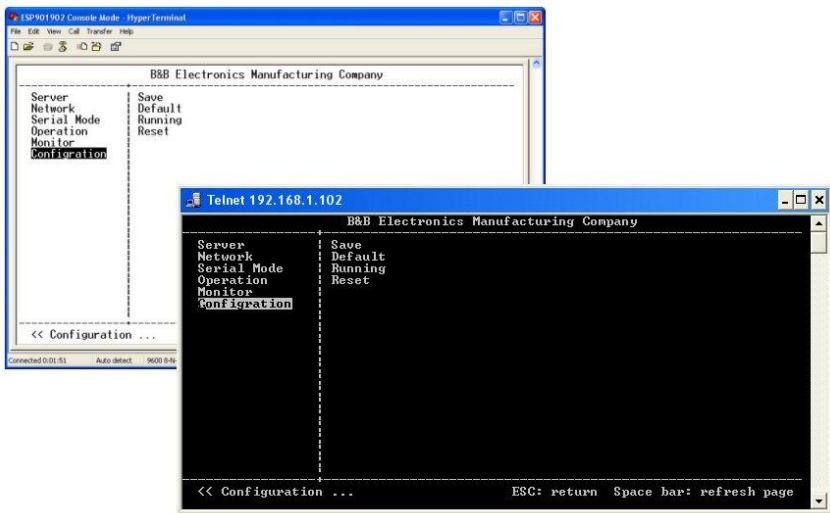 ESP901902 Console Mode - HyperTerminal
File Edit View Call Transfer Help
B&B Electronics Manufacturing Company
Server Save
Network Default
Serial Mode Running
Operation Reset
Monitor
Configration
<< Configuration ...
Connected 0:01:51 Auto detect 9600 8-N-
Telnet 192.168.1.102
B&B Electronics Manufacturing Company
Server Save
Network Default
Serial Mode Running
Operation Reset
Monitor
Configration
<< Configuration ... ESC: return Space bar: refresh page